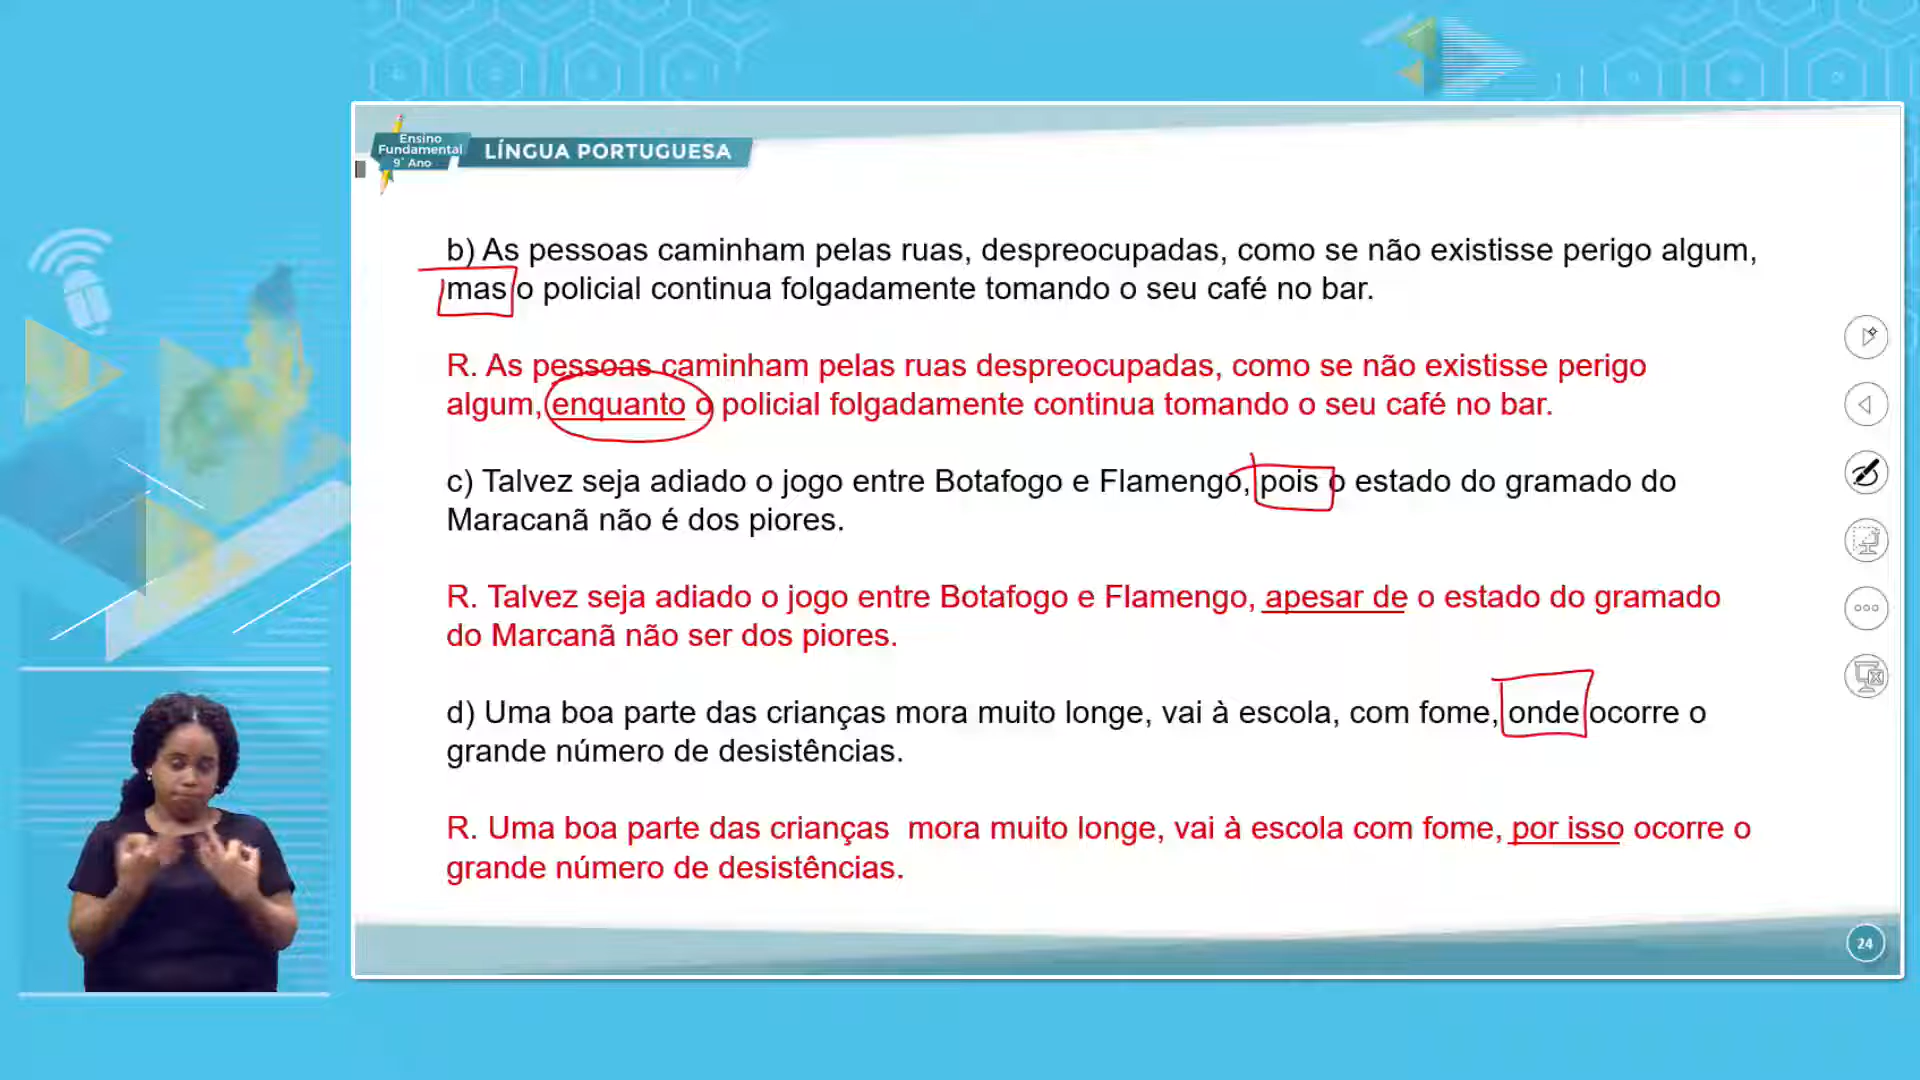 Ensino
Fundamental
9° Ano
LÍNGUA PORTUGUESA
b) As pessoas caminham pelas ruas, despreocupadas, como se não existisse perigo algum,
mas o policial continua folgadamente tomando o seu café no bar.
R. As pessoas caminham pelas ruas despreocupadas, como se não existisse perigo
algum, enquanto o policial folgadamente continua tomando o seu café no bar.
c) Talvez seja adiado o jogo entre Botafogo e Flamengo, pois o estado do gramado do
Maracanã não é dos piores.
R. Talvez seja adiado o jogo entre Botafogo e Flamengo, apesar de o estado do gramado
do Marcanã não ser dos piores.
d) Uma boa parte das crianças mora muito longe, vai à escola, com fome, onde ocorre o
grande número de desistências.
R. Uma boa parte das crianças  mora muito longe, vai à escola com fome, por isso ocorre o
grande número de desistências.
24